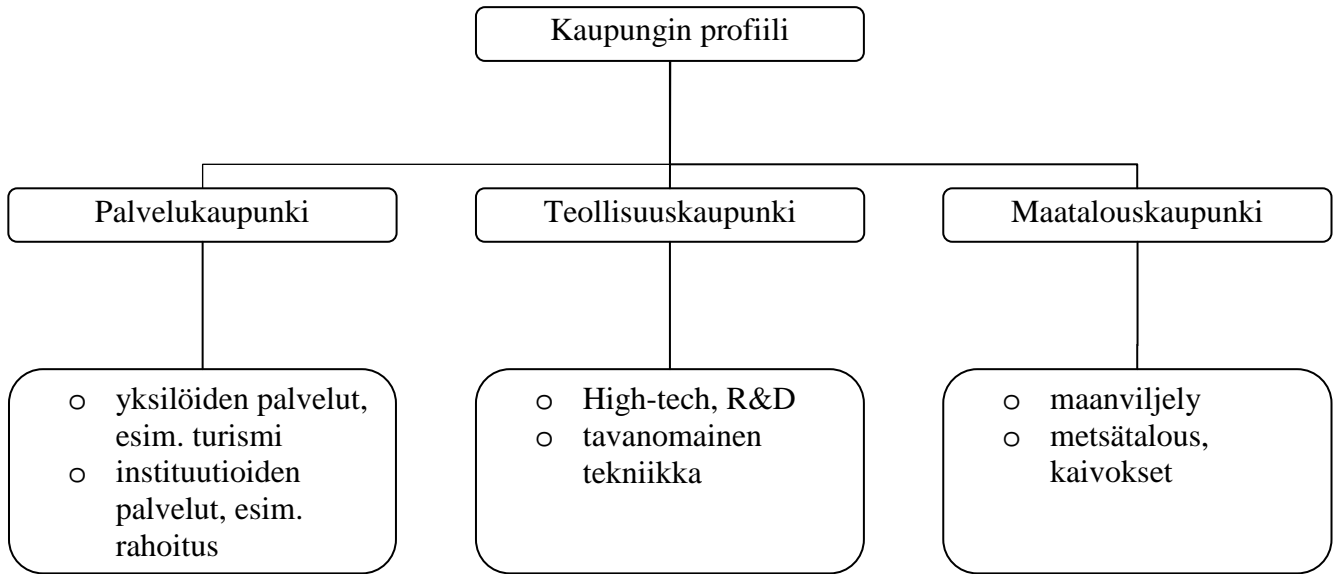 Kaupungin profiili
Palvelukaupunki
Teollisuuskaupunki
Maatalouskaupunki
o yksilöiden palvelut,
esim. turismi
o instituutioiden
palvelut, esim.
rahoitus
o High-tech, R&D
o tavanomainen
tekniikka
o maanviljely
o metsätalous,
kaivokset